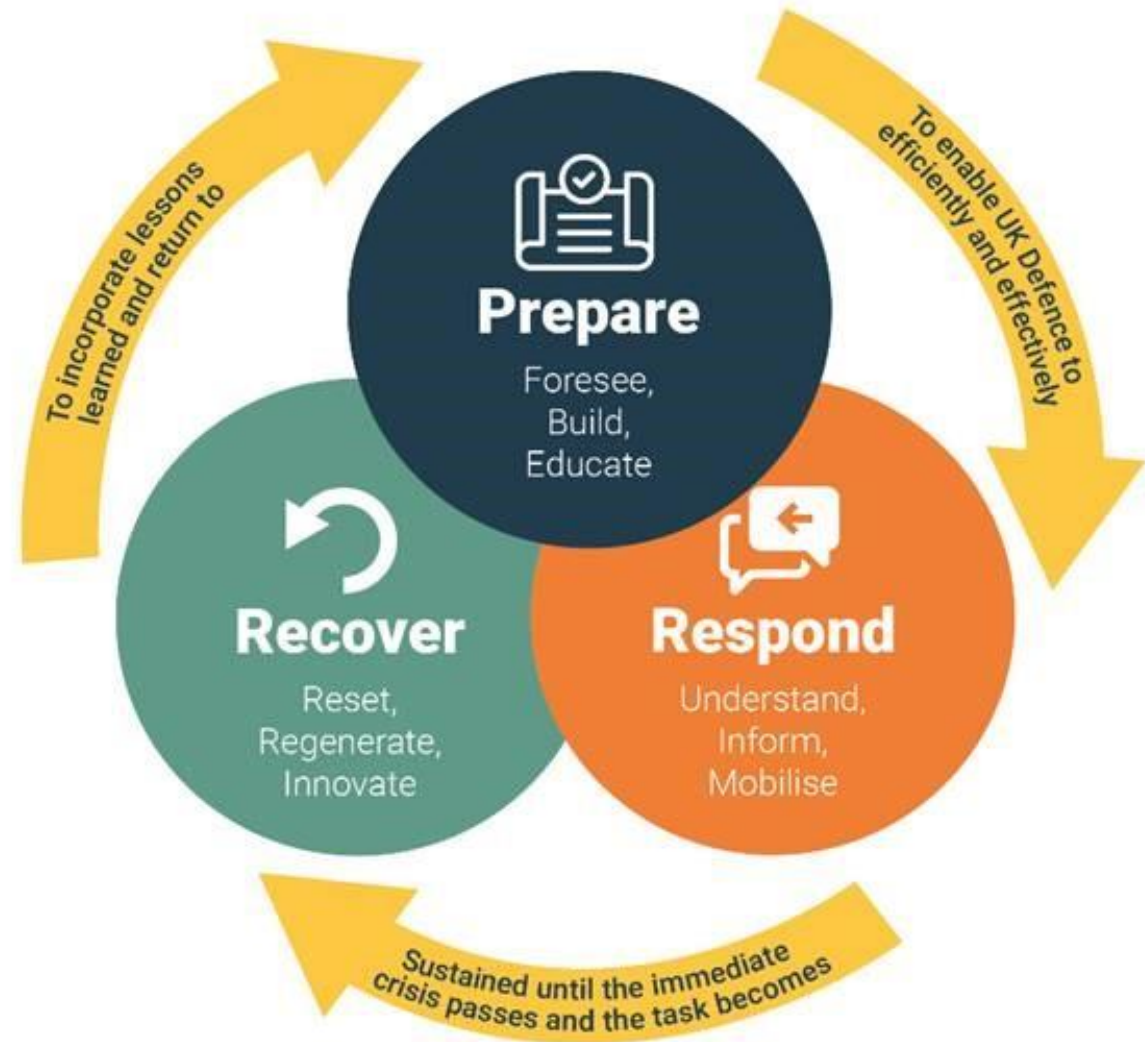 Prepare
Foresee,
Build,
Educate
To enable UK Defence to
efficiently and effectively
Respond
Understand,
Inform,
Mobilise
Sustained until the immediate
crisis passes and the task becomes
Recover
Reset,
Regenerate,
Innovate
To incorporate lessons
learned and return to